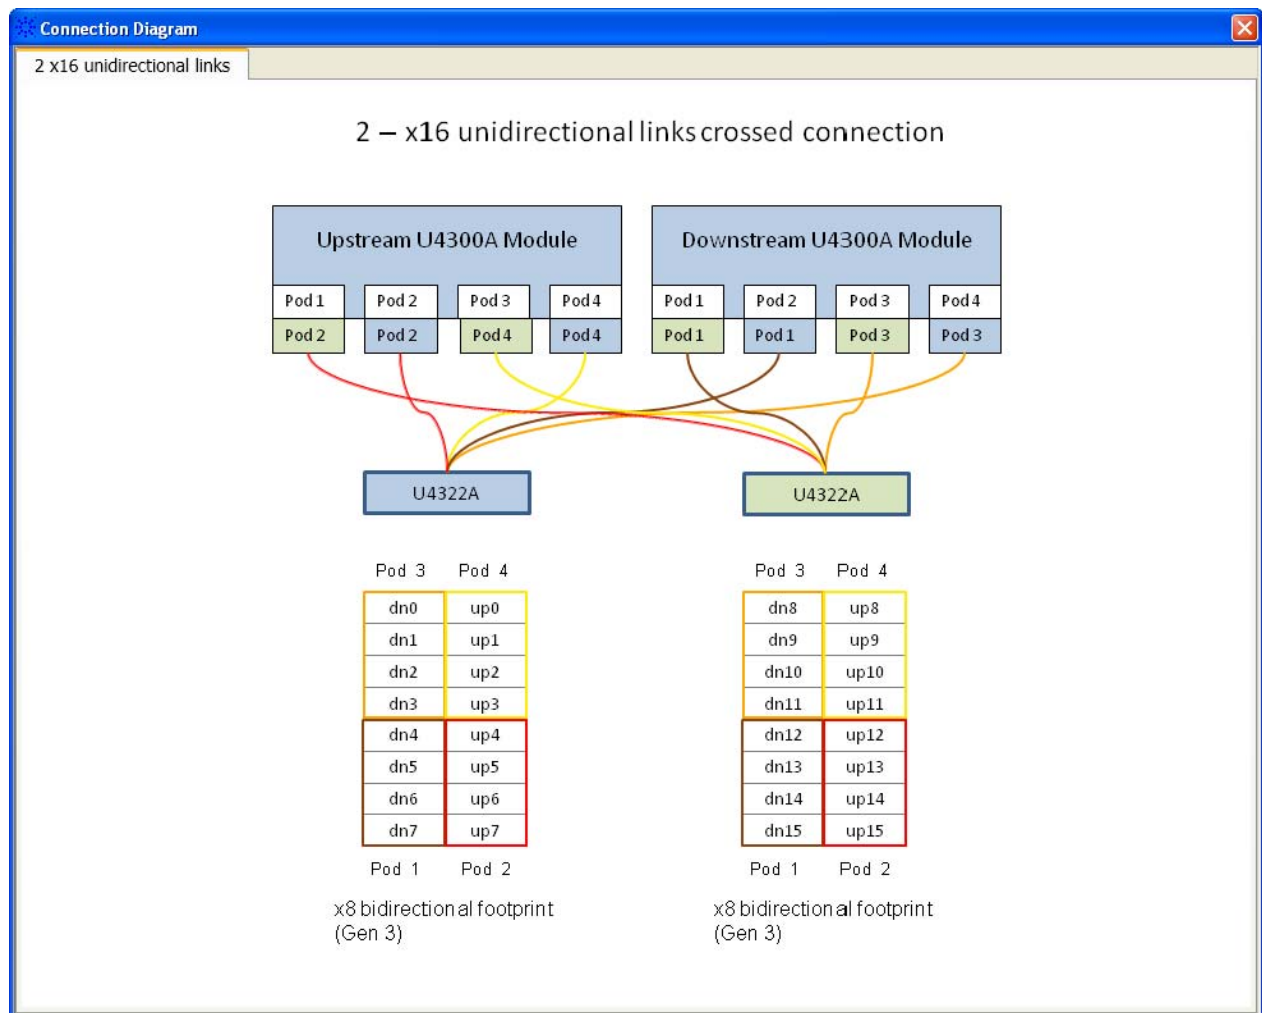 Connection Diagram
2 x16 unidirectional links
2 – x16 unidirectional links crossed connection
Upstream U4300A Module Downstream U4300A Module
Pod 1 Pod 2 Pod 3 Pod 4 Pod 1 Pod 2 Pod 3 Pod 4
Pod 2 Pod 2 Pod 4 Pod 4 Pod 1 Pod 1 Pod 3 Pod 3
U4322A U4322A
Pod 3 Pod 4 Pod 3 Pod 4
dn0 up0 dn8 up8
dn1 up1 dn9 up9
dn2 up2 dn10 up10
dn3 up3 dn11 up11
dn4 up4 dn12 up12
dn5 up5 dn13 up13
dn6 up6 dn14 up14
dn7 up7 dn15 up15
Pod 1 Pod 2 Pod 1 Pod 2
x8 bidirectional footprint x8 bidirectional footprint
(Gen 3) (Gen 3)